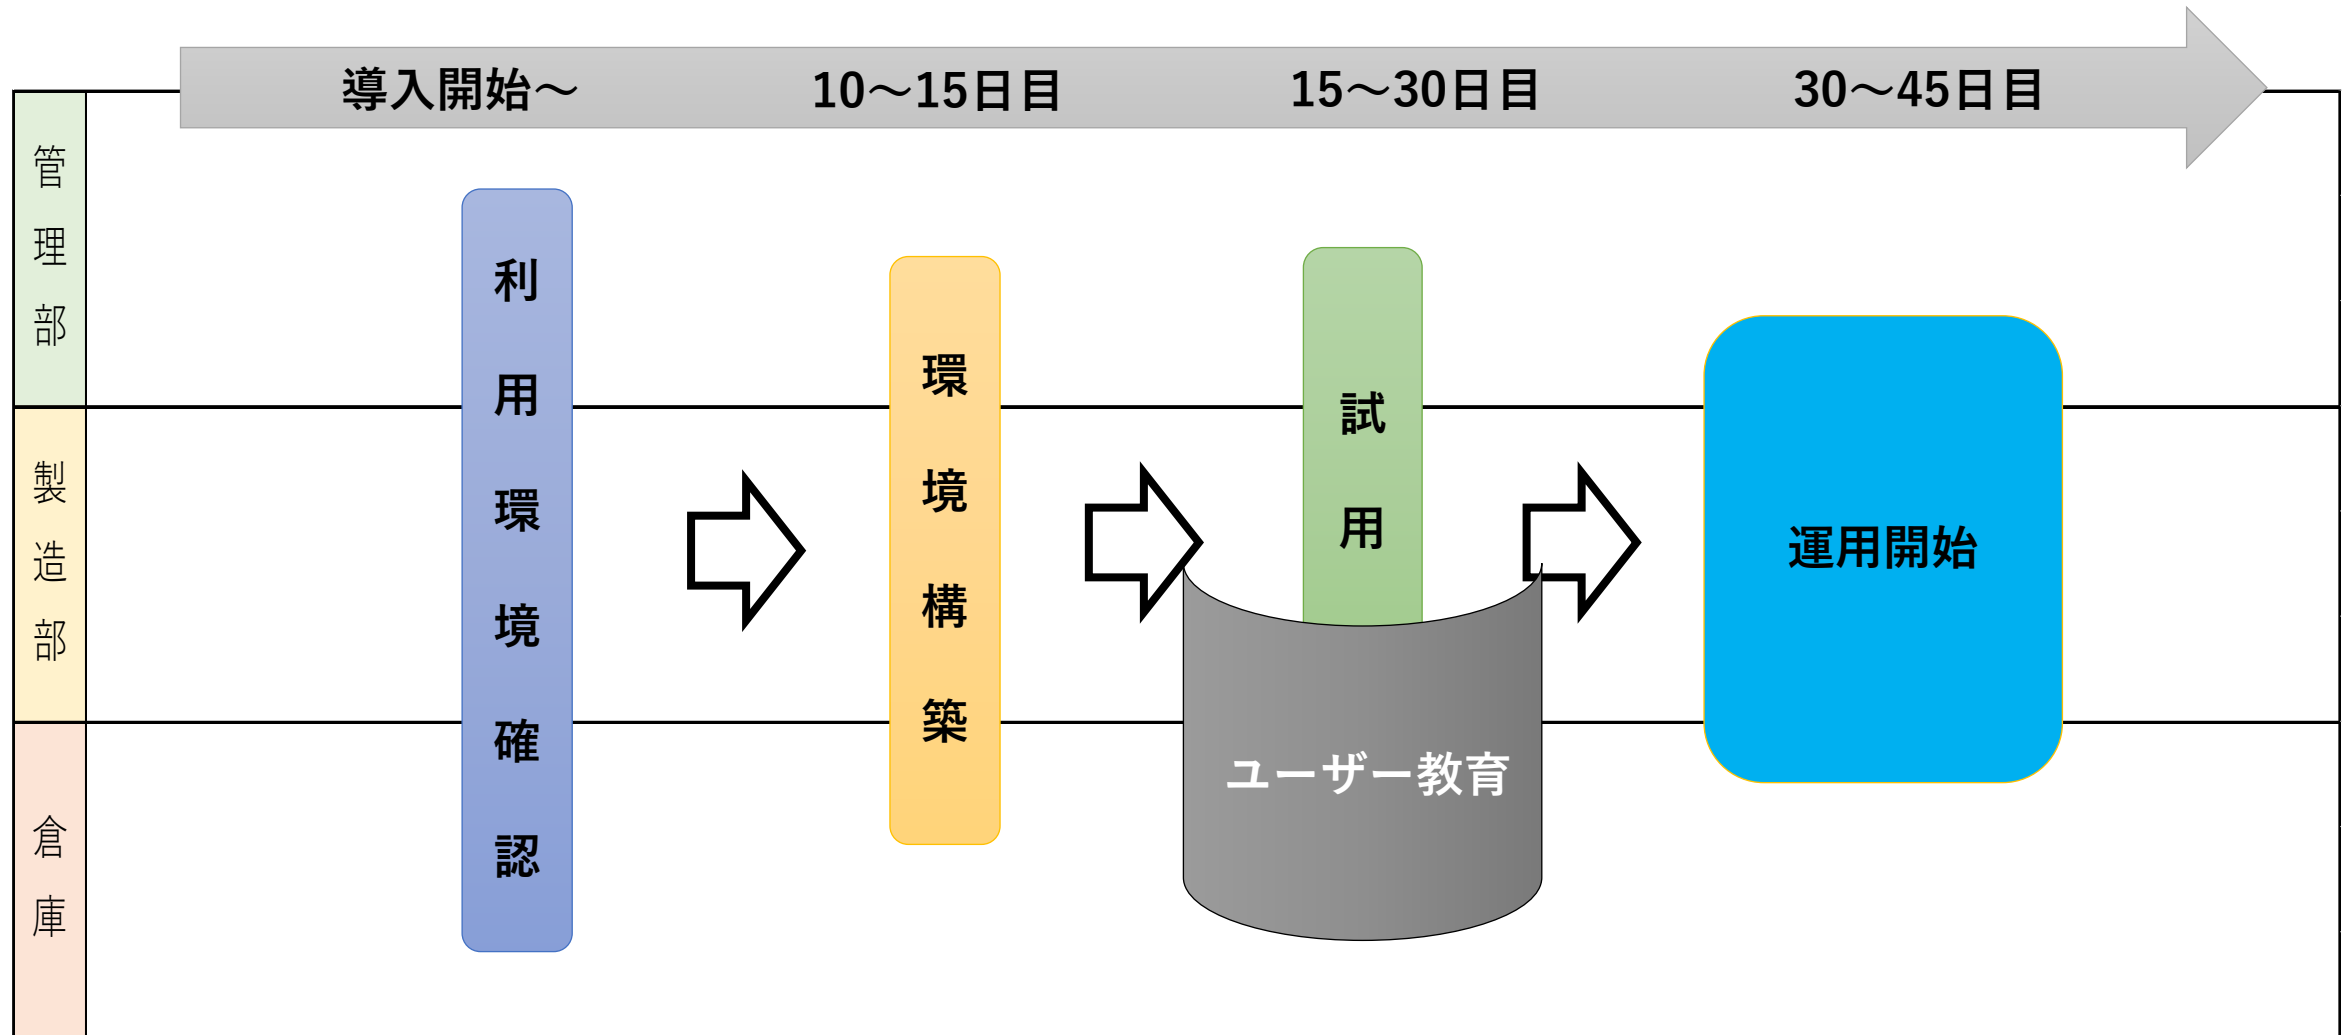 導入開始～
10～15日目
15～30日目
30～45日目
管理部
製造部
倉庫
利用環境確認
環境構築
試用
ユーザー教育
運用開始